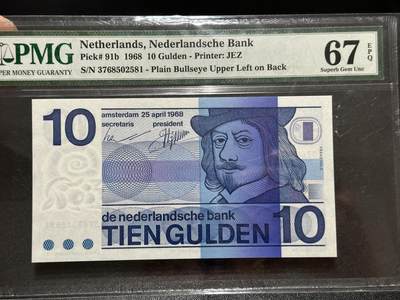 PMG
PAPER MONEY GUARANTY
Netherlands, Nederlandsche Bank
Pick# 91b 1968 10 Gulden - Printer: JEZ
S/N 3768502581 - Plain Bullseye Upper Left on Back
67 EPQ
Superb Gem Unc
10
amsterdam 25 april 1968
secretaris president
de nederlandsche bank
TIEN GULDEN
10